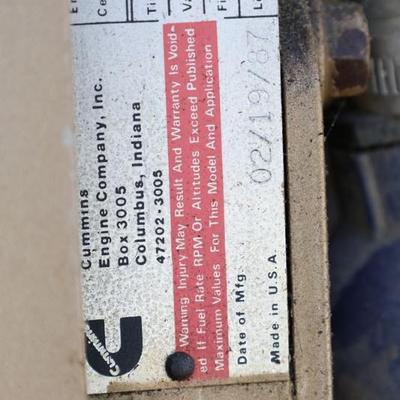 Cummins
Cummins
Engine Company, Inc.
Box 3005
Columbus, Indiana
47202-3005
Warning Injury May Result And Warranty Is Void-
ed If Fuel Rate RPM Or Altitudes Exceed Published
Maximum Values For This Model And Application
Date of Mfg. 02/19/87
Made in U.S.A.